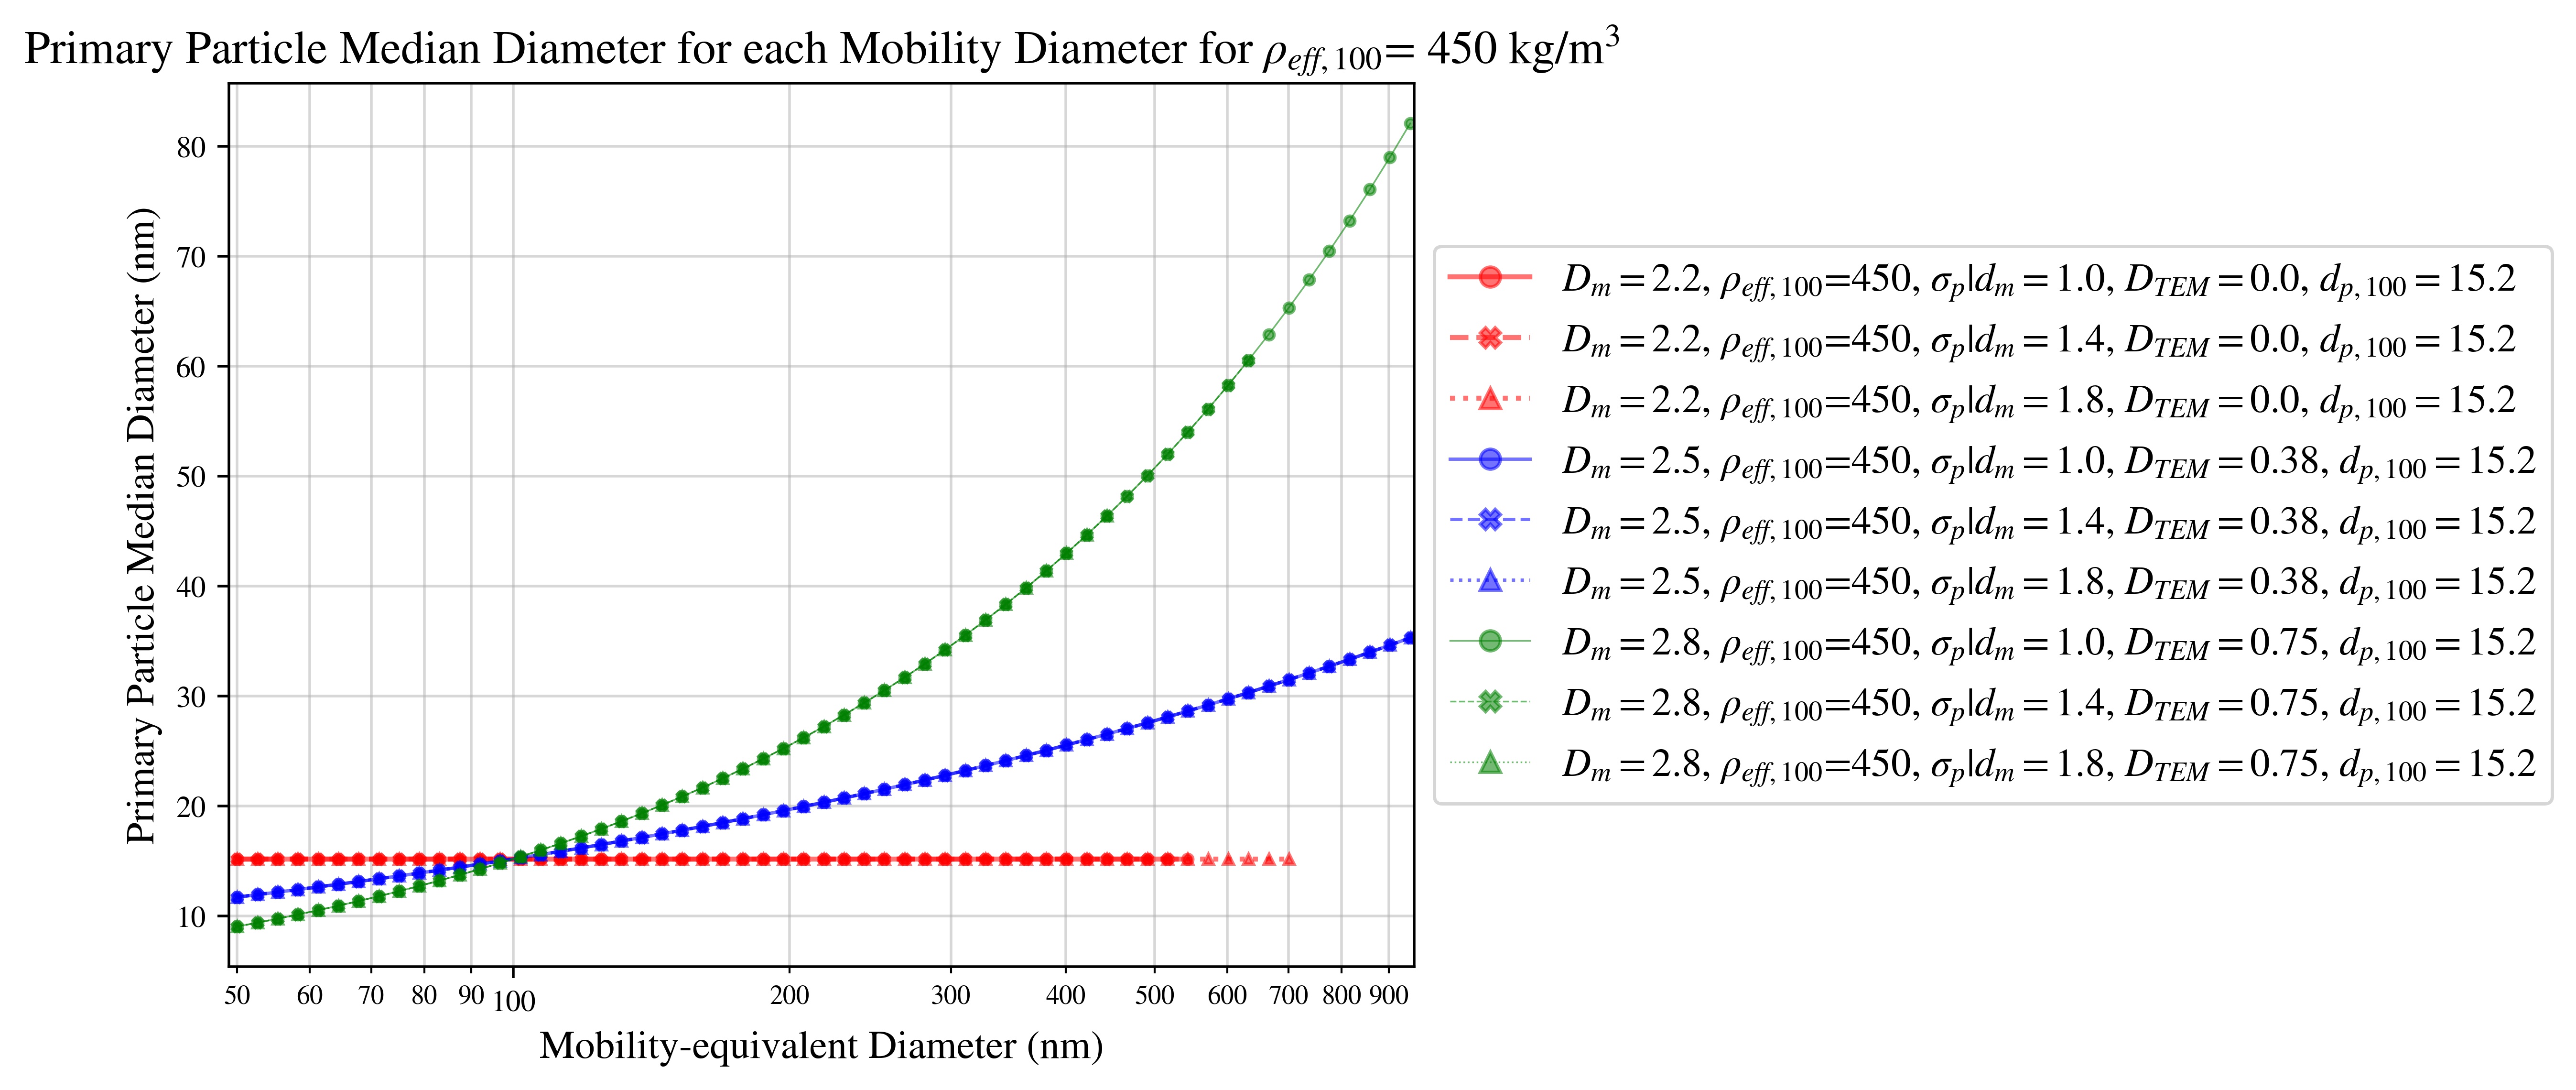 Primary Particle Median Diameter for each Mobility Diameter for ρ_eff,100= 450 kg/m³
Primary Particle Median Diameter (nm)
80
70
60
50
40
30
20
10
50 60 70 80 90 100 200 300 400 500 600 700 800 900
Mobility-equivalent Diameter (nm)
D_m = 2.2, ρ_eff,100=450, σ_p|d_m = 1.0, D_TEM = 0.0, d_p,100 = 15.2
D_m = 2.2, ρ_eff,100=450, σ_p|d_m = 1.4, D_TEM = 0.0, d_p,100 = 15.2
D_m = 2.2, ρ_eff,100=450, σ_p|d_m = 1.8, D_TEM = 0.0, d_p,100 = 15.2
D_m = 2.5, ρ_eff,100=450, σ_p|d_m = 1.0, D_TEM = 0.38, d_p,100 = 15.2
D_m = 2.5, ρ_eff,100=450, σ_p|d_m = 1.4, D_TEM = 0.38, d_p,100 = 15.2
D_m = 2.5, ρ_eff,100=450, σ_p|d_m = 1.8, D_TEM = 0.38, d_p,100 = 15.2
D_m = 2.8, ρ_eff,100=450, σ_p|d_m = 1.0, D_TEM = 0.75, d_p,100 = 15.2
D_m = 2.8, ρ_eff,100=450, σ_p|d_m = 1.4, D_TEM = 0.75, d_p,100 = 15.2
D_m = 2.8, ρ_eff,100=450, σ_p|d_m = 1.8, D_TEM = 0.75, d_p,100 = 15.2